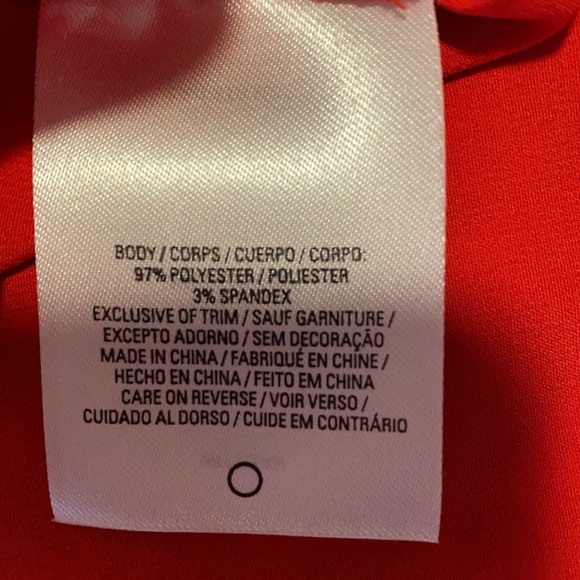 BODY / CORPS / CUERPO / CORPO:
97% POLYESTER / POLIESTER
3% SPANDEX
EXCLUSIVE OF TRIM / SAUF GARNITURE /
EXCEPTO ADORNO / SEM DECORAÇÃO
MADE IN CHINA / FABRIQUÉ EN CHINE /
HECHO EN CHINA / FEITO EM CHINA
CARE ON REVERSE / VOIR VERSO /
CUIDADO AL DORSO / CUIDE EM CONTRÁRIO